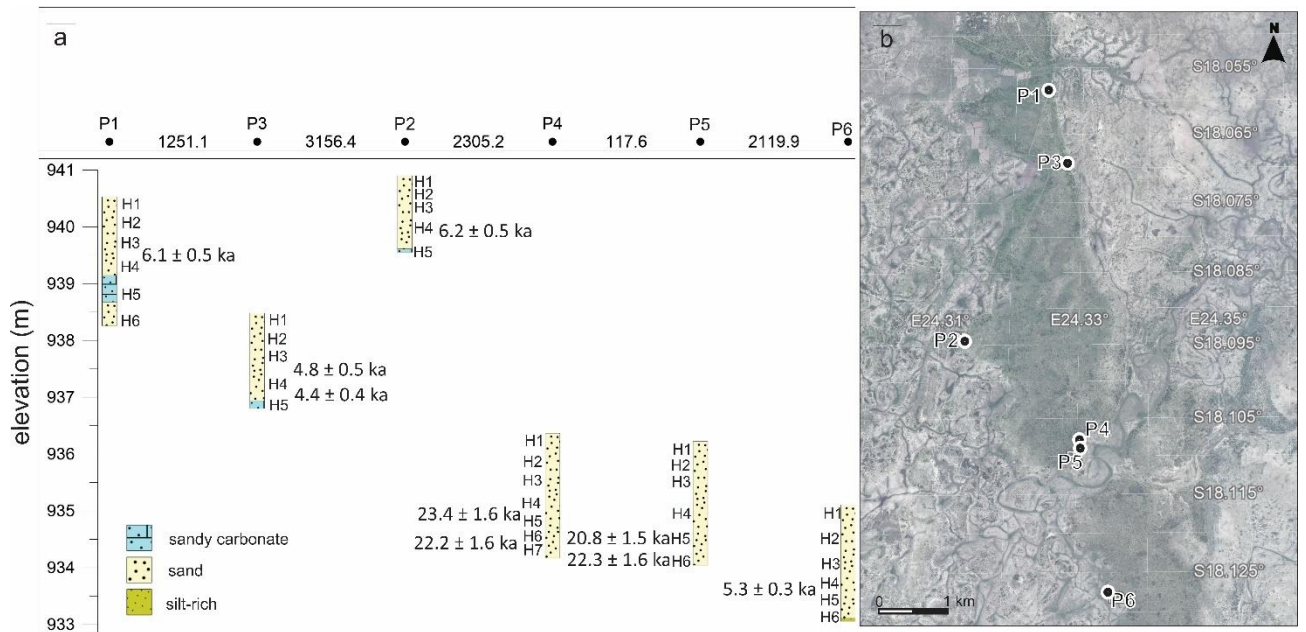 a
P1 P3 P2 P4 P5 P6
1251.1 3156.4 2305.2 117.6 2119.9
elevation (m)
941
940
939
938
937
936
935
934
933
H1
H2
H3
H4
H5
H6
6.1 ± 0.5 ka
H1
H2
H3
H4
H5
4.8 ± 0.5 ka
4.4 ± 0.4 ka
H1
H2
H3
H4
H5
6.2 ± 0.5 ka
H1
H2
H3
H4
H5
H6
H7
23.4 ± 1.6 ka
22.2 ± 1.6 ka
H1
H2
H3
H4
H5
H6
20.8 ± 1.5 ka
22.3 ± 1.6 ka
H1
H2
H3
H4
H5
H6
5.3 ± 0.3 ka
sandy carbonate
sand
silt-rich
b
N
S18.055°
P1
S18.065°
P3
S18.075°
S18.085°
E24.31° E24.33° E24.35°
P2
S18.095°
S18.105°
P4
P5
S18.115°
S18.125°
P6
0 1 km